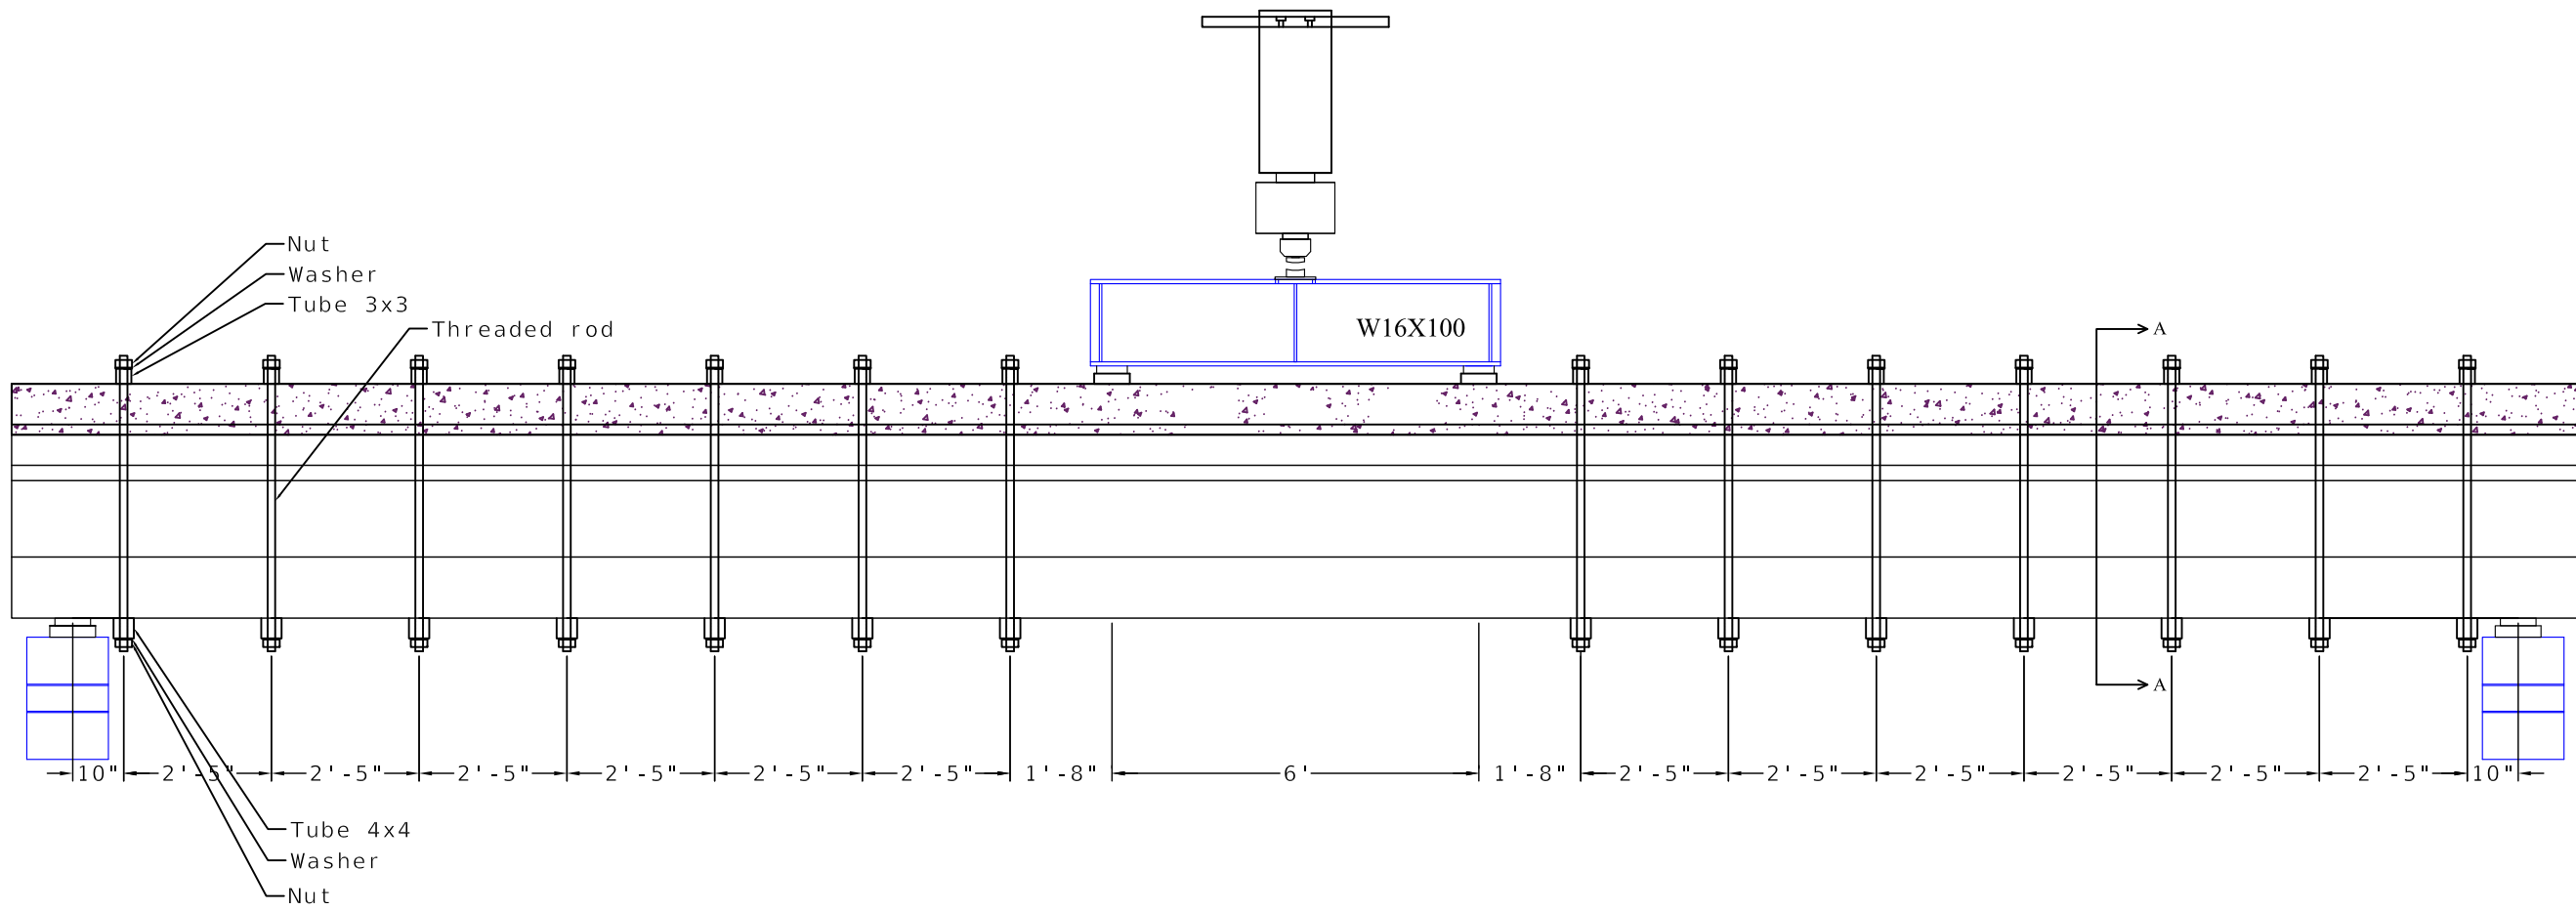 Nut
Washer
Tube 3x3
Threaded rod
W16X100
A
A
10" 2'-5" 2'-5" 2'-5" 2'-5" 2'-5" 2'-5" 1'-8" 6' 1'-8" 2'-5" 2'-5" 2'-5" 2'-5" 2'-5" 2'-5" 10"
Tube 4x4
Washer
Nut